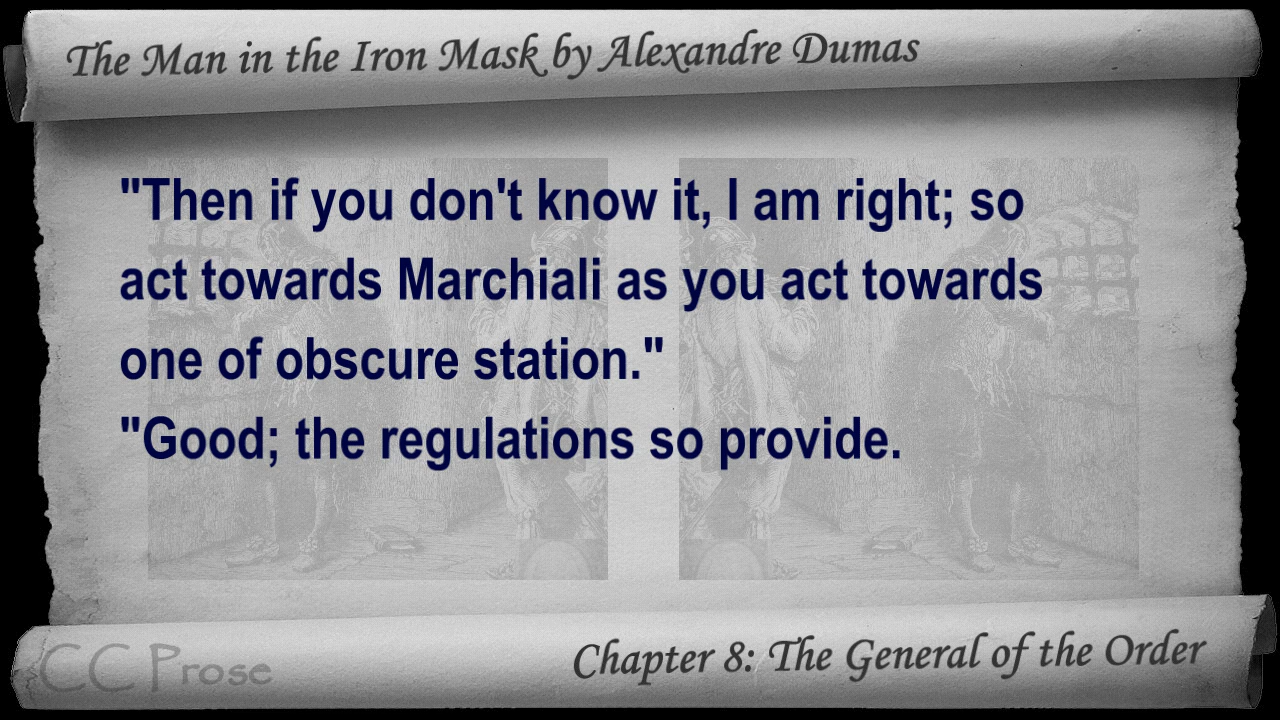 The Man in the Iron Mask by Alexandre Dumas
"Then if you don't know it, I am right; so
act towards Marchiali as you act towards
one of obscure station."
"Good; the regulations so provide.
CC Prose
Chapter 8: The General of the Order